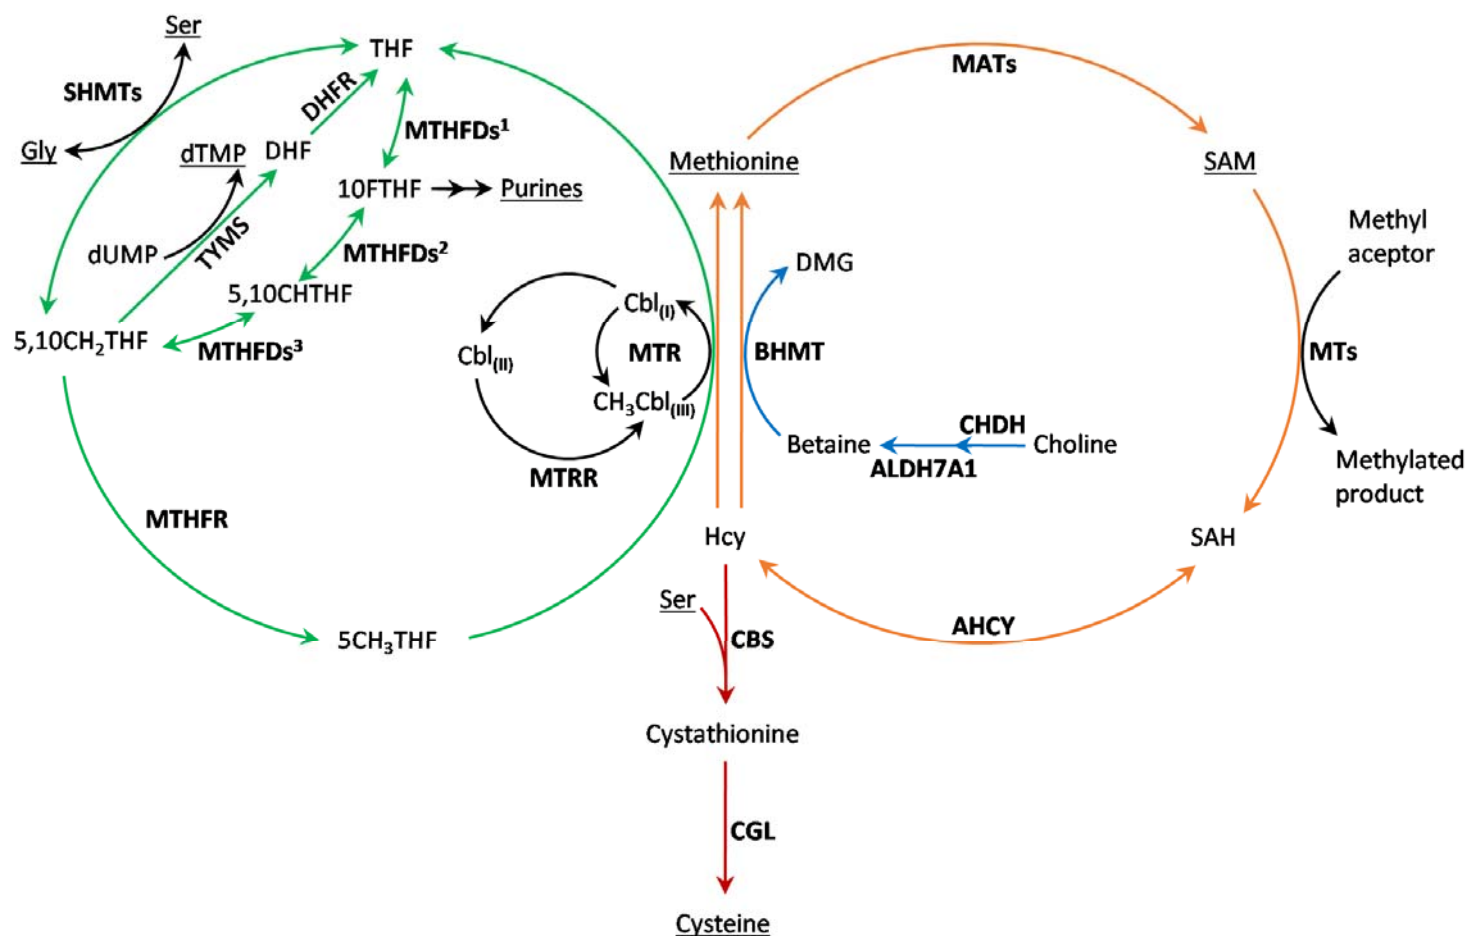 Ser
THF
MATs
SHMTs
DHFR
MTHFDs¹
Gly
dTMP
DHF
Methionine
SAM
10FTHF
Purines
Methyl
aceptor
dUMP
TYMS
MTHFDs²
DMG
5,10CHTHF
Cbl(I)
5,10CH₂THF
MTHFDs³
Cbl(II)
MTR
BHMT
MTs
CH₃Cbl(III)
CHDH
Betaine
Choline
ALDH7A1
Methylated
product
MTRR
MTHFR
Hcy
SAH
Ser
AHCY
5CH₃THF
CBS
Cystathionine
CGL
Cysteine